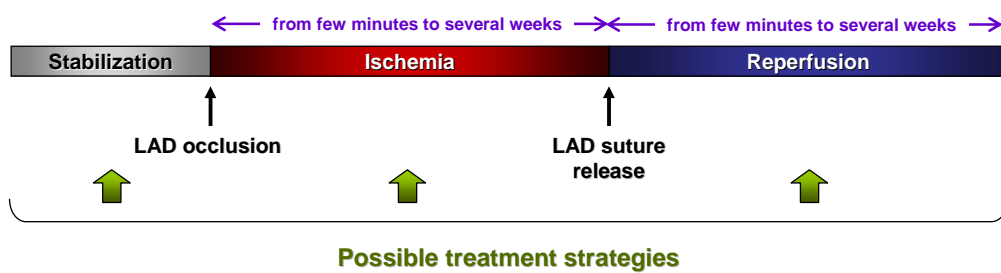 from few minutes to several weeks
from few minutes to several weeks
Stabilization
Ischemia
Reperfusion
LAD occlusion
LAD suture
release
Possible treatment strategies